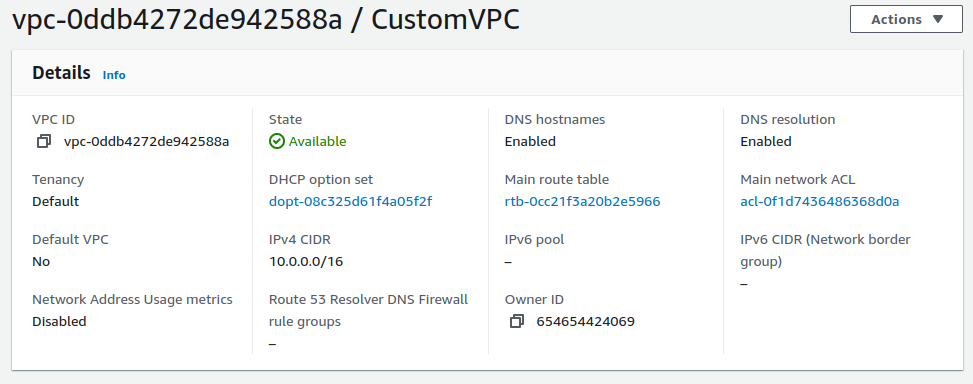 vpc-0ddb4272de942588a / CustomVPC
Actions ▼
Details Info
VPC ID
vpc-0ddb4272de942588a
State
Available
DNS hostnames
Enabled
DNS resolution
Enabled
Tenancy
Default
DHCP option set
dopt-08c325d61f4a05f2f
Main route table
rtb-0cc21f3a20b2e5966
Main network ACL
acl-0f1d7436486368d0a
Default VPC
No
IPv4 CIDR
10.0.0.0/16
IPv6 pool
–
IPv6 CIDR (Network border
group)
–
Network Address Usage metrics
Disabled
Route 53 Resolver DNS Firewall
rule groups
–
Owner ID
654654424069